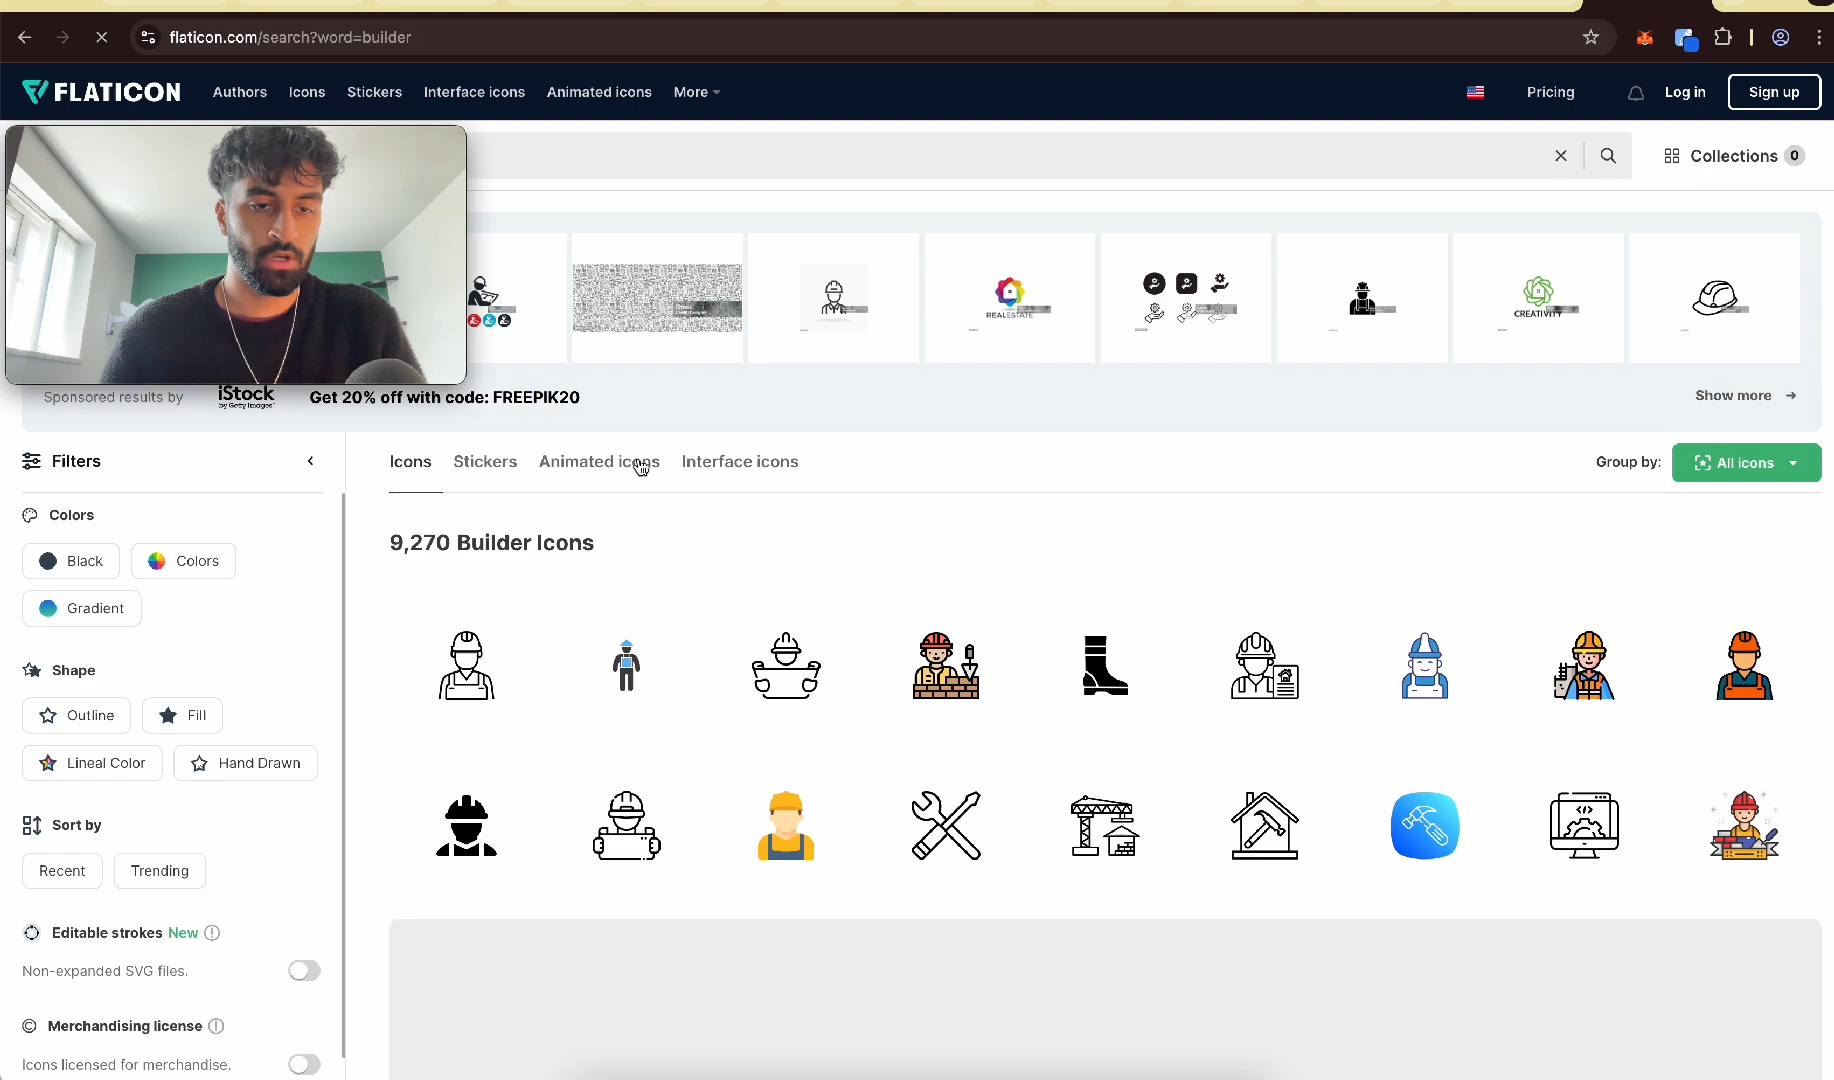 flaticon.com/search?word=builder
FLATICON
Authors
Icons
Stickers
Interface icons
Animated icons
More
Pricing
Log in
Sign up
Collections 0
REALESTATE
CREATIVITY
Sponsored results by
iStock
by Getty Images™
Get 20% off with code: FREEPIK20
Show more
Filters
Icons
Stickers
Animated icons
Interface icons
Group by:
All icons
Colors
Black
Colors
Gradient
9,270 Builder Icons
Shape
Outline
Fill
Lineal Color
Hand Drawn
Sort by
Recent
Trending
Editable strokes New
Non-expanded SVG files.
Merchandising license
Icons licensed for merchandise.